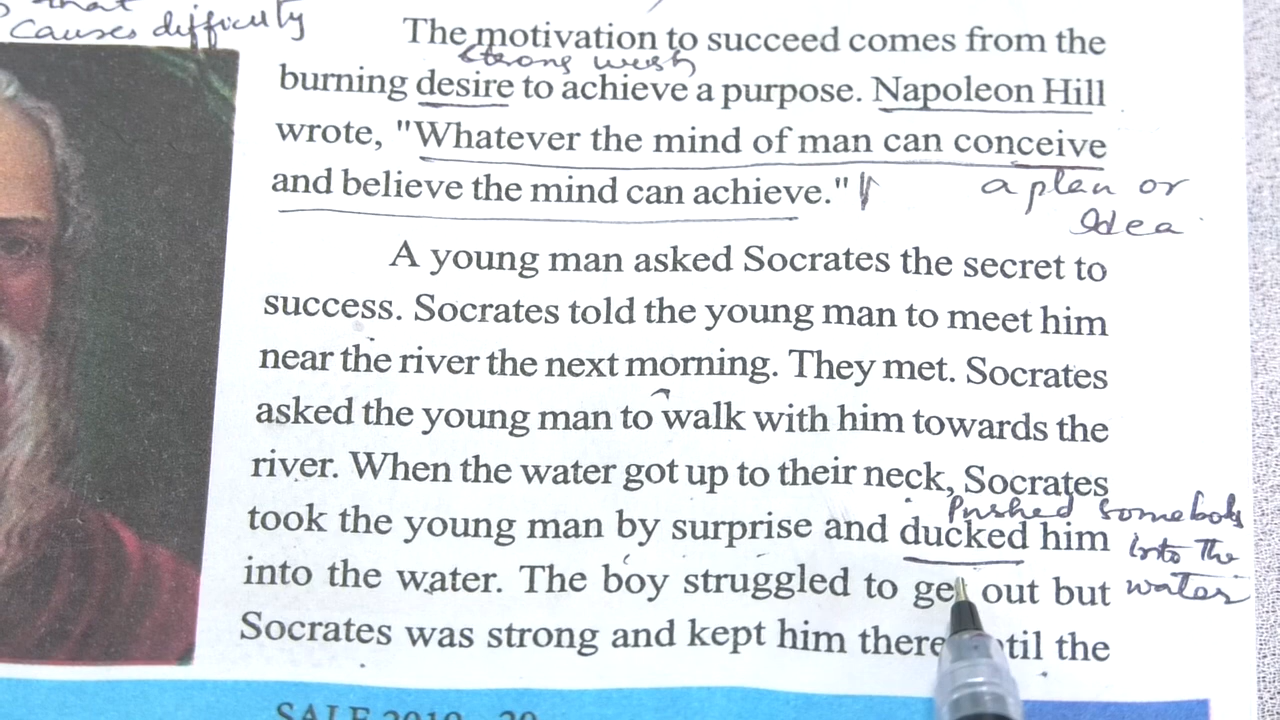 that
causes difficulty
The motivation to succeed comes from the
strong wish
burning desire to achieve a purpose. Napoleon Hill
wrote, "Whatever the mind of man can conceive
and believe the mind can achieve."
a plan or
Idea
A young man asked Socrates the secret to
success. Socrates told the young man to meet him
near the river the next morning. They met. Socrates
asked the young man to walk with him towards the
river. When the water got up to their neck, Socrates
pushed somebody
took the young man by surprise and ducked him
into the
into the water. The boy struggled to get out but
water
Socrates was strong and kept him there until the
SALE 2019 - 20